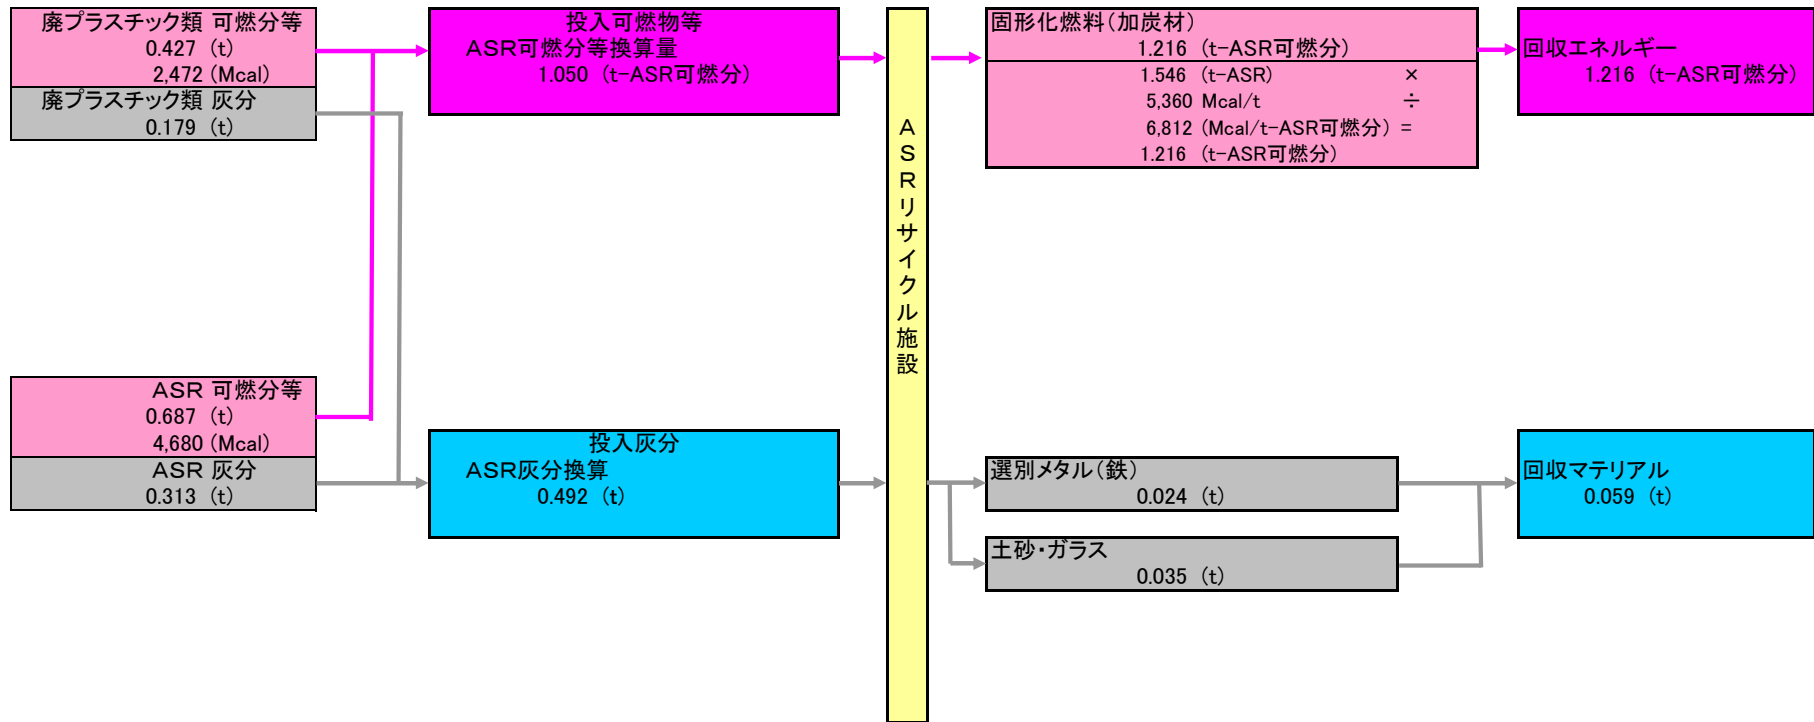 廃プラスチック類 可燃分等
0.427 (t)
2,472 (Mcal)
廃プラスチック類 灰分
0.179 (t)
ASR 可燃分等
0.687 (t)
4,680 (Mcal)
ASR 灰分
0.313 (t)
投入可燃物等
ASR可燃分等換算量
1.050 (t-ASR可燃分)
投入灰分
ASR灰分換算
0.492 (t)
ASRリサイクル施設
固形化燃料(加炭材)
1.216 (t-ASR可燃分)
1.546 (t-ASR) ×
5,360 Mcal/t ÷
6,812 (Mcal/t-ASR可燃分) =
1.216 (t-ASR可燃分)
選別メタル(鉄)
0.024 (t)
土砂・ガラス
0.035 (t)
回収エネルギー
1.216 (t-ASR可燃分)
回収マテリアル
0.059 (t)